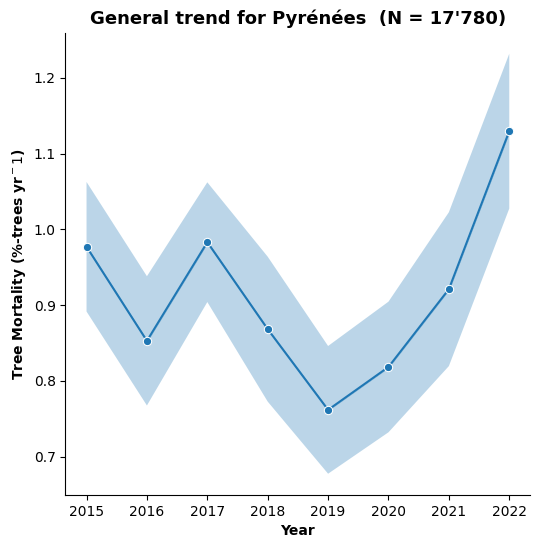 General trend for Pyrénées  (N = 17'780)
1.2
1.1
1.0
0.9
0.8
0.7
Tree Mortality (%-trees yr⁻1)
2015 2016 2017 2018 2019 2020 2021 2022
Year